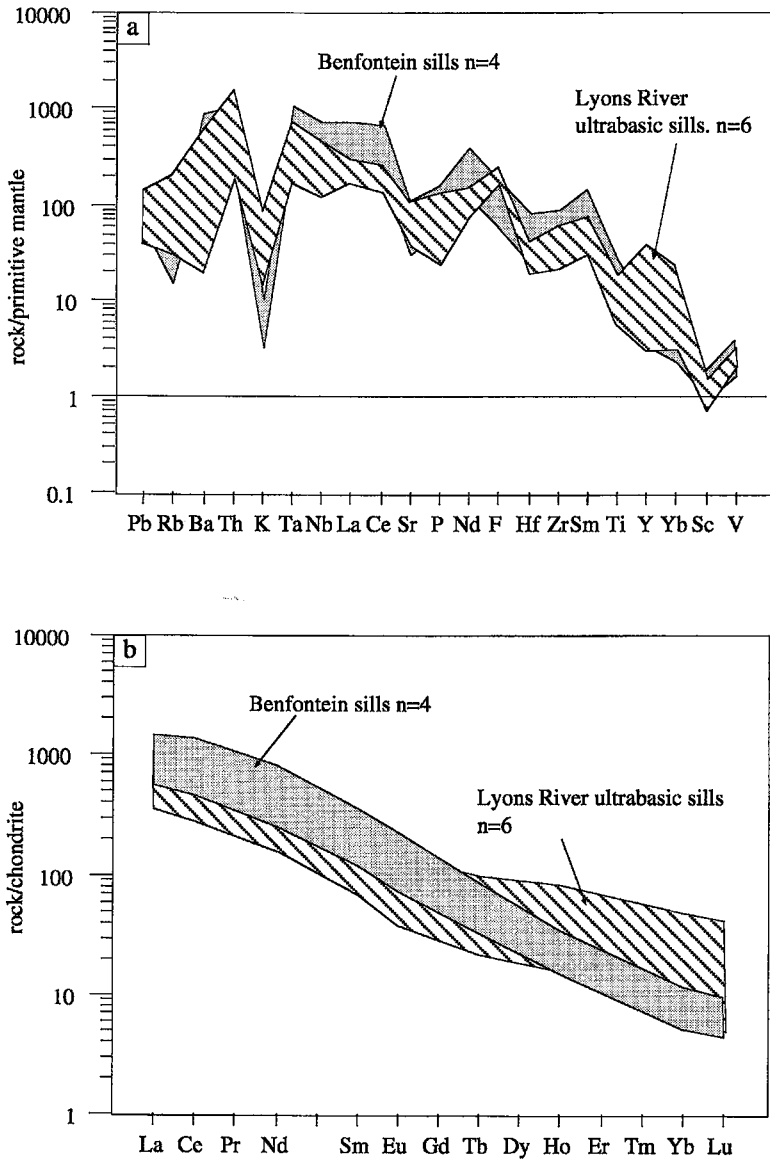 10000
a
Benfontein sills n=4
1000
Lyons River
ultrabasic sills. n=6
100
10
1
0.1
rock/primitive mantle
Pb Rb Ba Th K Ta Nb La Ce Sr P Nd F Hf Zr Sm Ti Y Yb Sc V
10000
b
Benfontein sills n=4
1000
Lyons River ultrabasic sills
n=6
100
10
1
rock/chondrite
La Ce Pr Nd Sm Eu Gd Tb Dy Ho Er Tm Yb Lu